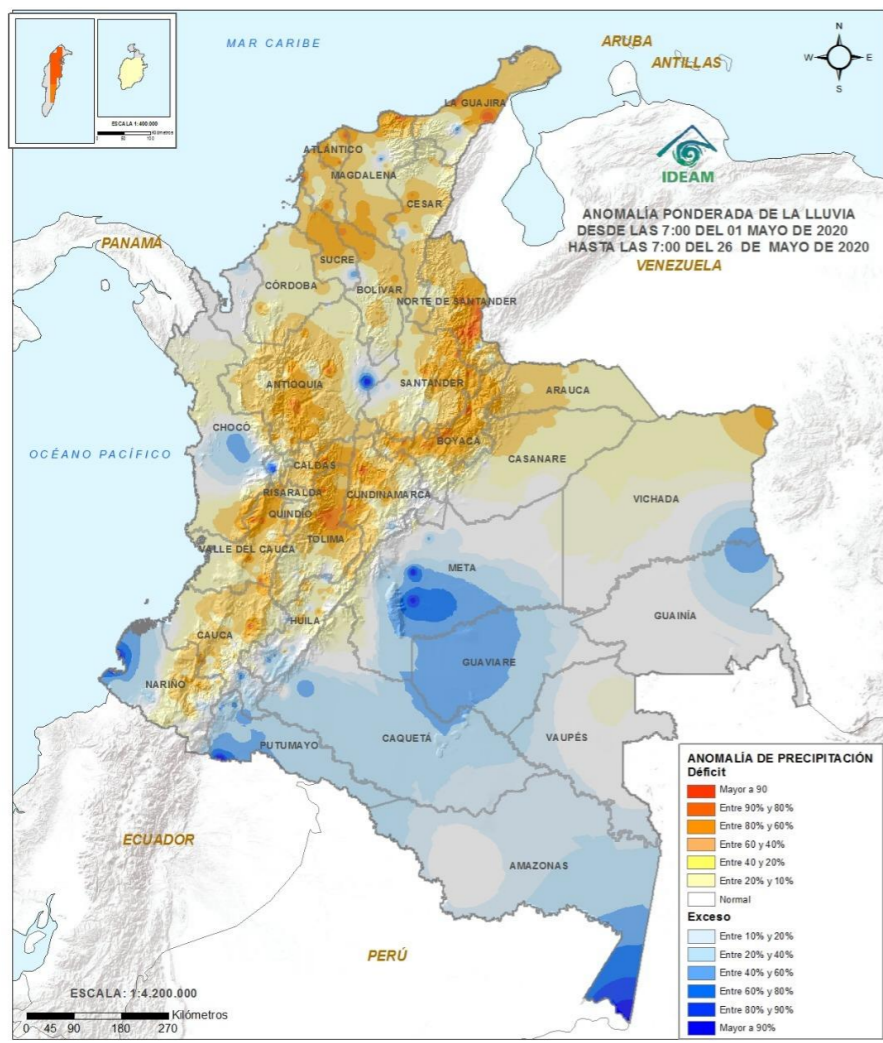 MAR CARIBE
ARUBA
ANTILLAS
N
W
E
S
ESCALA 1:400.000
LA GUAJIRA
ATLÁNTICO
MAGDALENA
CESAR
IDEAM
ANOMALÍA PONDERADA DE LA LLUVIA
DESDE LAS 7:00 DEL 01 MAYO DE 2020
HASTA LAS 7:00 DEL 26 DE MAYO DE 2020
PANAMÁ
VENEZUELA
SUCRE
CÓRDOBA
BOLÍVAR
NORTE DE SANTANDER
ANTIOQUIA
SANTANDER
ARAUCA
CHOCÓ
BOYACÁ
OCÉANO PACÍFICO
CASANARE
CALDAS
RISARALDA
CUNDINAMARCA
VICHADA
QUINDÍO
TOLIMA
VALLE DEL CAUCA
META
GUAINÍA
HUILA
CAUCA
GUAVIARE
NARIÑO
CAQUETÁ
VAUPÉS
PUTUMAYO
ECUADOR
AMAZONAS
PERÚ
ANOMALÍA DE PRECIPITACIÓN
Déficit
Mayor a 90
Entre 90% y 80%
Entre 80% y 60%
Entre 60 y 40%
Entre 40 y 20%
Entre 20% y 10%
Normal
Exceso
Entre 10% y 20%
Entre 20% y 40%
Entre 40% y 60%
Entre 60% y 80%
Entre 80% y 90%
Mayor a 90%
ESCALA: 1:4.200.000
Kilómetros
0 45 90 180 270